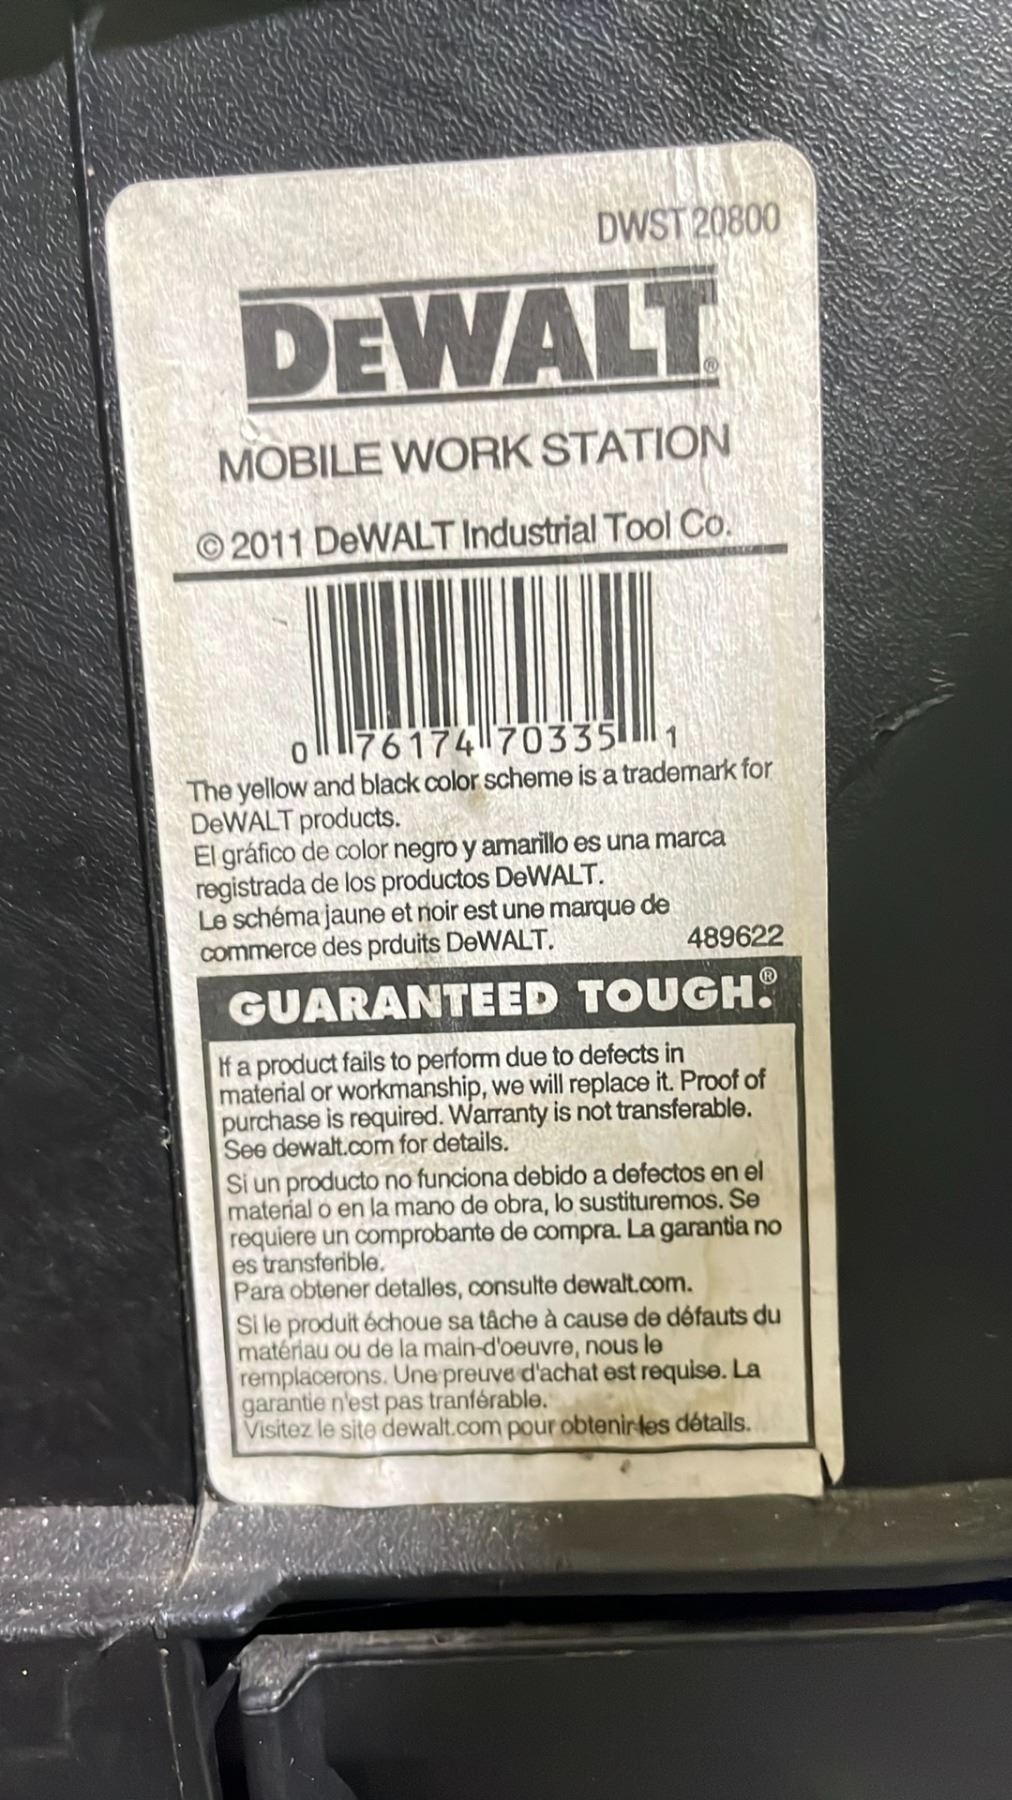 DWST 20800
DEWALT®
MOBILE WORK STATION
© 2011 DeWALT Industrial Tool Co.
0 76174 70335 1
The yellow and black color scheme is a trademark for
DeWALT products.
El gráfico de color negro y amarillo es una marca
registrada de los productos DeWALT.
Le schéma jaune et noir est une marque de
commerce des prduits DeWALT.
489622
GUARANTEED TOUGH.®
If a product fails to perform due to defects in
material or workmanship, we will replace it. Proof of
purchase is required. Warranty is not transferable.
See dewalt.com for details.
Si un producto no funciona debido a defectos en el
material o en la mano de obra, lo sustituremos. Se
requiere un comprobante de compra. La garantia no
es transferible.
Para obtener detalles, consulte dewalt.com.
Si le produit échoue sa tâche à cause de défauts du
matériau ou de la main-d'oeuvre, nous le
remplacerons. Une preuve d'achat est requise. La
garantie n'est pas tranférable.
Visitez le site dewalt.com pour obtenir les détails.